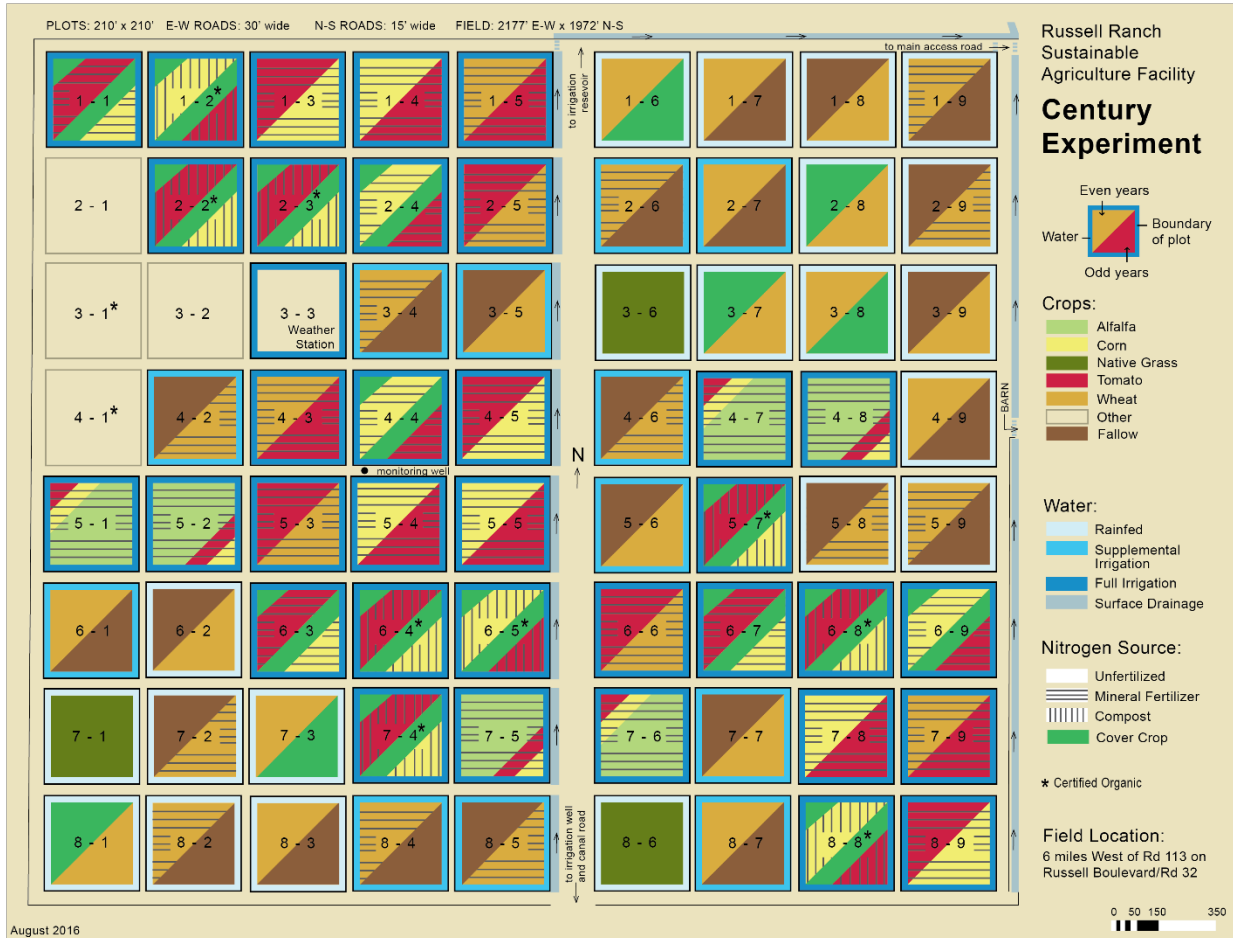 PLOTS: 210' x 210' E-W ROADS: 30' wide N-S ROADS: 15' wide FIELD: 2177' E-W x 1972' N-S
to main access road
to irrigation
resevoir
1 - 1
1 - 2*
1 - 3
1 - 4
1 - 5
1 - 6
1 - 7
1 - 8
1 - 9
2 - 1
2 - 2*
2 - 3*
2 - 4
2 - 5
2 - 6
2 - 7
2 - 8
2 - 9
3 - 1*
3 - 2
3 - 3
Weather
Station
3 - 4
3 - 5
3 - 6
3 - 7
3 - 8
3 - 9
4 - 1*
4 - 2
4 - 3
4 - 4
4 - 5
4 - 6
4 - 7
4 - 8
4 - 9
BARN
monitoring well
N
5 - 1
5 - 2
5 - 3
5 - 4
5 - 5
5 - 6
5 - 7*
5 - 8
5 - 9
6 - 1
6 - 2
6 - 3
6 - 4*
6 - 5*
6 - 6
6 - 7
6 - 8*
6 - 9
7 - 1
7 - 2
7 - 3
7 - 4*
7 - 5
7 - 6
7 - 7
7 - 8
7 - 9
8 - 1
8 - 2
8 - 3
8 - 4
8 - 5
8 - 6
8 - 7
8 - 8*
8 - 9
to irrigation well
and canal road
August 2016
Russell Ranch
Sustainable
Agriculture Facility
Century
Experiment
Even years
Water
Boundary
of plot
Odd years
Crops:
Alfalfa
Corn
Native Grass
Tomato
Wheat
Other
Fallow
Water:
Rainfed
Supplemental
Irrigation
Full Irrigation
Surface Drainage
Nitrogen Source:
Unfertilized
Mineral Fertilizer
Compost
Cover Crop
* Certified Organic
Field Location:
6 miles West of Rd 113 on
Russell Boulevard/Rd 32
0 50 150 350